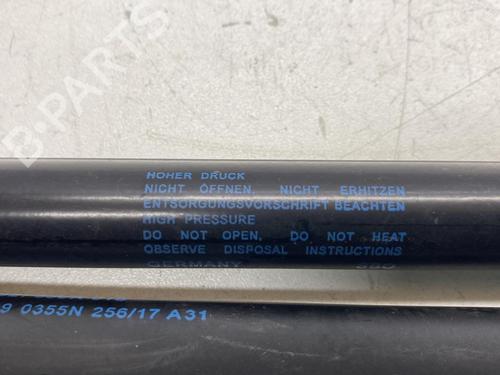 B-PARTS
HOHER DRUCK
NICHT ÖFFNEN, NICHT ERHITZEN
ENTSORGUNGSVORSCHRIFT BEACHTEN
HIGH PRESSURE
DO NOT OPEN, DO NOT HEAT
OBSERVE DISPOSAL INSTRUCTIONS
GERMANY
9 0355N 256/17 A31